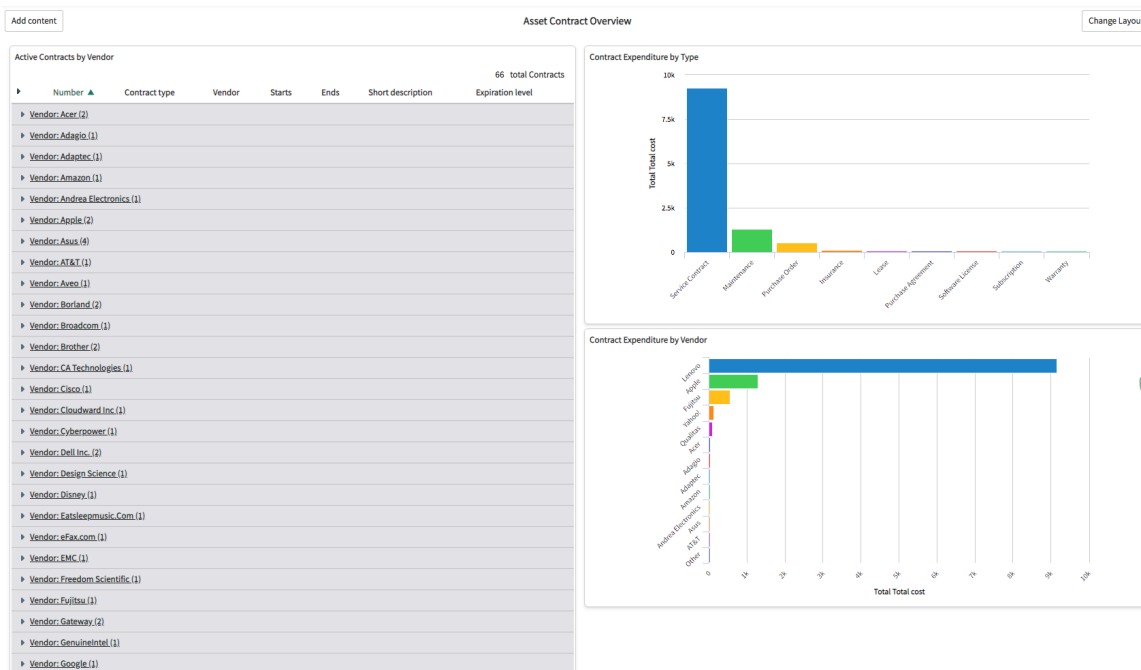 Add content
Asset Contract Overview
Change Layou
Active Contracts by Vendor
66 total Contracts
Number ▲ Contract type Vendor Starts Ends Short description Expiration level
Vendor: Acer (2)
Vendor: Adagio (1)
Vendor: Adaptec (1)
Vendor: Amazon (1)
Vendor: Andrea Electronics (1)
Vendor: Apple (2)
Vendor: Asus (4)
Vendor: AT&T (1)
Vendor: Aveo (1)
Vendor: Borland (2)
Vendor: Broadcom (1)
Vendor: Brother (2)
Vendor: CA Technologies (1)
Vendor: Cisco (1)
Vendor: Cloudward Inc (1)
Vendor: Cyberpower (1)
Vendor: Dell Inc. (2)
Vendor: Design Science (1)
Vendor: Disney (1)
Vendor: Eatsleepmusic.Com (1)
Vendor: eFax.com (1)
Vendor: EMC (1)
Vendor: Freedom Scientific (1)
Vendor: Fujitsu (1)
Vendor: Gateway (2)
Vendor: GenuineIntel (1)
Vendor: Google (1)
Contract Expenditure by Type
Total Total cost
10k
7.5k
5k
2.5k
0
Service Contract
Maintenance
Purchase Order
Insurance
Lease
Purchase Agreement
Software License
Subscription
Warranty
Contract Expenditure by Vendor
Lenovo
Apple
Fujitsu
Yahoo!
Qualitas
Acer
Adagio
Adaptec
Amazon
Andrea Electronics
Asus
AT&T
Other
0 1k 2k 3k 4k 5k 6k 7k 8k 9k 10k
Total Total cost